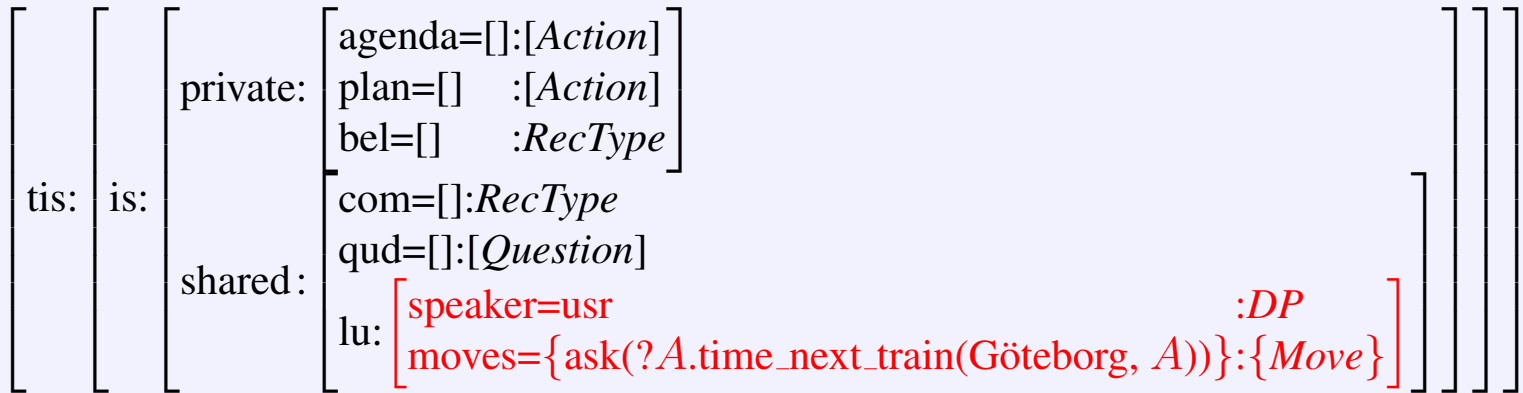 agenda=[]:[Action]
private: plan=[] :[Action]
bel=[] :RecType
tis: is: com=[]:RecType
qud=[]:[Question]
shared:
speaker=usr :DP
lu:
moves={ask(?A.time_next_train(Göteborg, A))}:{Move}